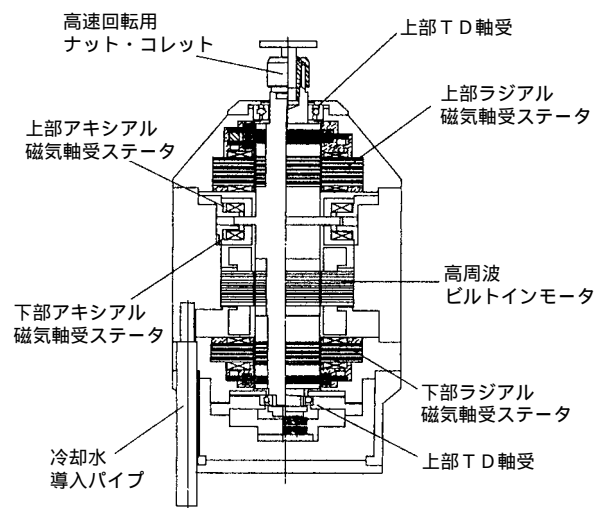 高速回転用
ナット・コレット
上部ＴＤ軸受
上部ラジアル
磁気軸受ステータ
上部アキシアル
磁気軸受ステータ
高周波
ビルトインモータ
下部アキシアル
磁気軸受ステータ
下部ラジアル
磁気軸受ステータ
冷却水
導入パイプ
上部ＴＤ軸受